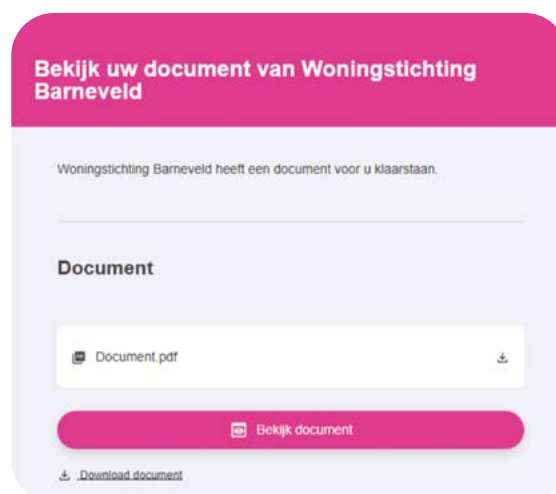 Bekijk uw document van Woningstichting
Barneveld
Woningstichting Barneveld heeft een document voor u klaarstaan.
Document
Document.pdf
Bekijk document
Download document